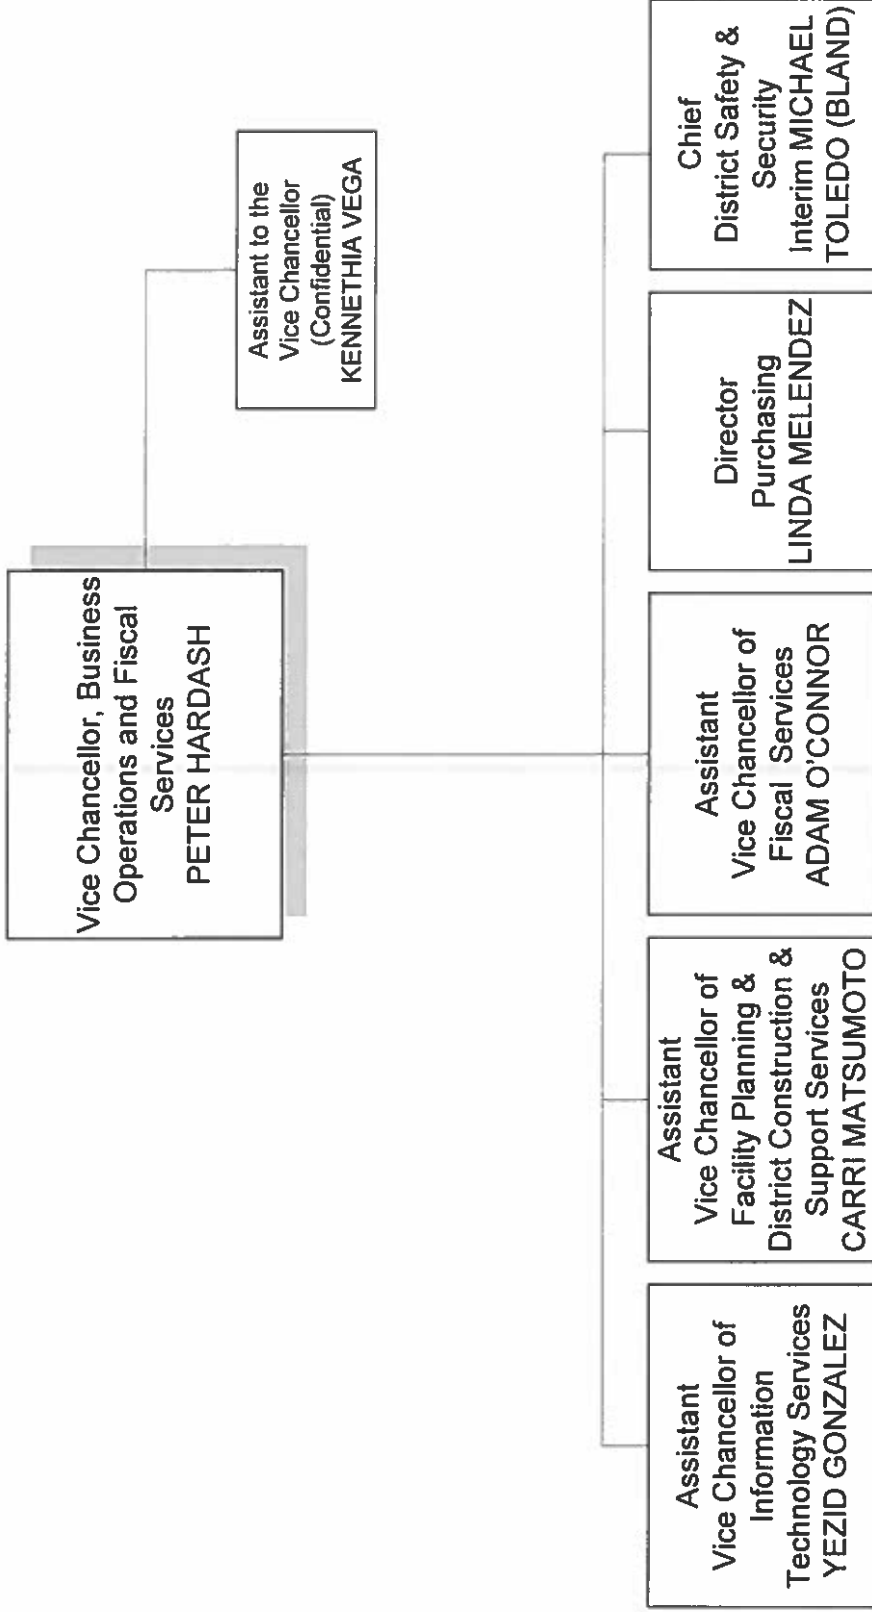 Vice Chancellor, Business
Operations and Fiscal
Services
PETER HARDASH
Assistant to the
Vice Chancellor
(Confidential)
KENNETHIA VEGA
Assistant
Vice Chancellor of
Information
Technology Services
YEZID GONZALEZ
Assistant
Vice Chancellor of
Facility Planning &
District Construction &
Support Services
CARRI MATSUMOTO
Assistant
Vice Chancellor of
Fiscal Services
ADAM O'CONNOR
Director
Purchasing
LINDA MELENDEZ
Chief
District Safety &
Security
Interim MICHAEL
TOLEDO (BLAND)